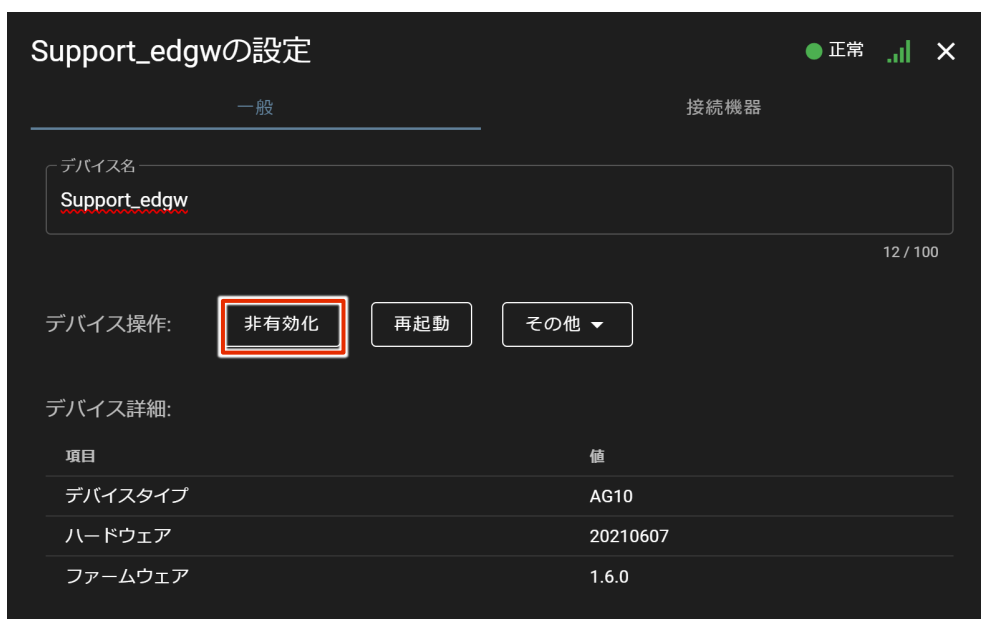 Support_edgwの設定
正常
一般
接続機器
デバイス名
Support_edgw
12 / 100
デバイス操作:
非有効化
再起動
その他
デバイス詳細:
項目 値
デバイスタイプ AG10
ハードウェア 20210607
ファームウェア 1.6.0